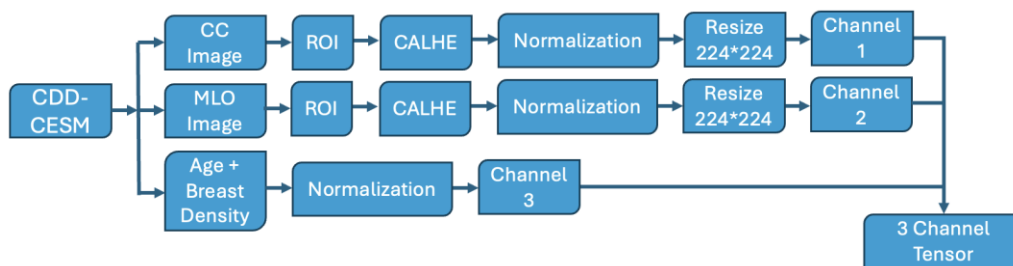 CC
Image
ROI
CALHE
Normalization
Resize
224*224
Channel
1
CDD-
CESM
MLO
Image
ROI
CALHE
Normalization
Resize
224*224
Channel
2
Age +
Breast
Density
Normalization
Channel
3
3 Channel
Tensor